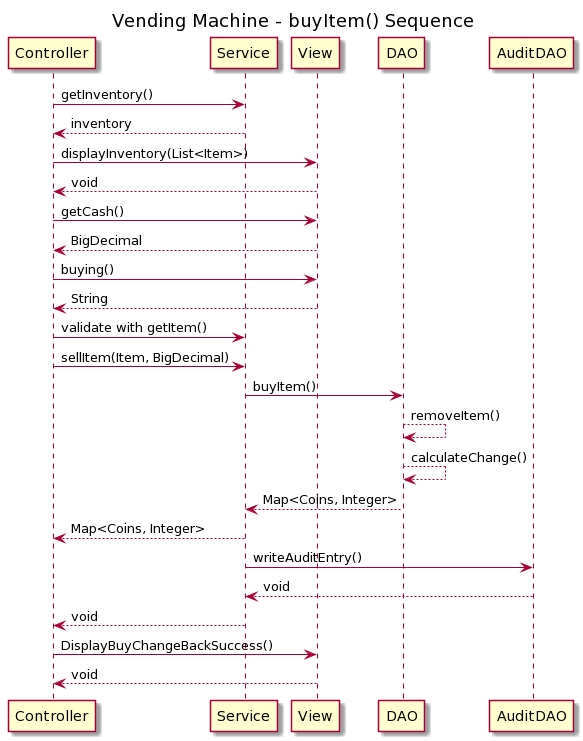 Vending Machine - buyItem() Sequence
Controller Service View DAO AuditDAO
getInventory()
inventory
displayInventory(List<Item>)
void
getCash()
BigDecimal
buying()
String
validate with getItem()
sellItem(Item, BigDecimal)
buyItem()
removeItem()
calculateChange()
Map<Coins, Integer>
Map<Coins, Integer>
writeAuditEntry()
void
void
DisplayBuyChangeBackSuccess()
void
Controller Service View DAO AuditDAO